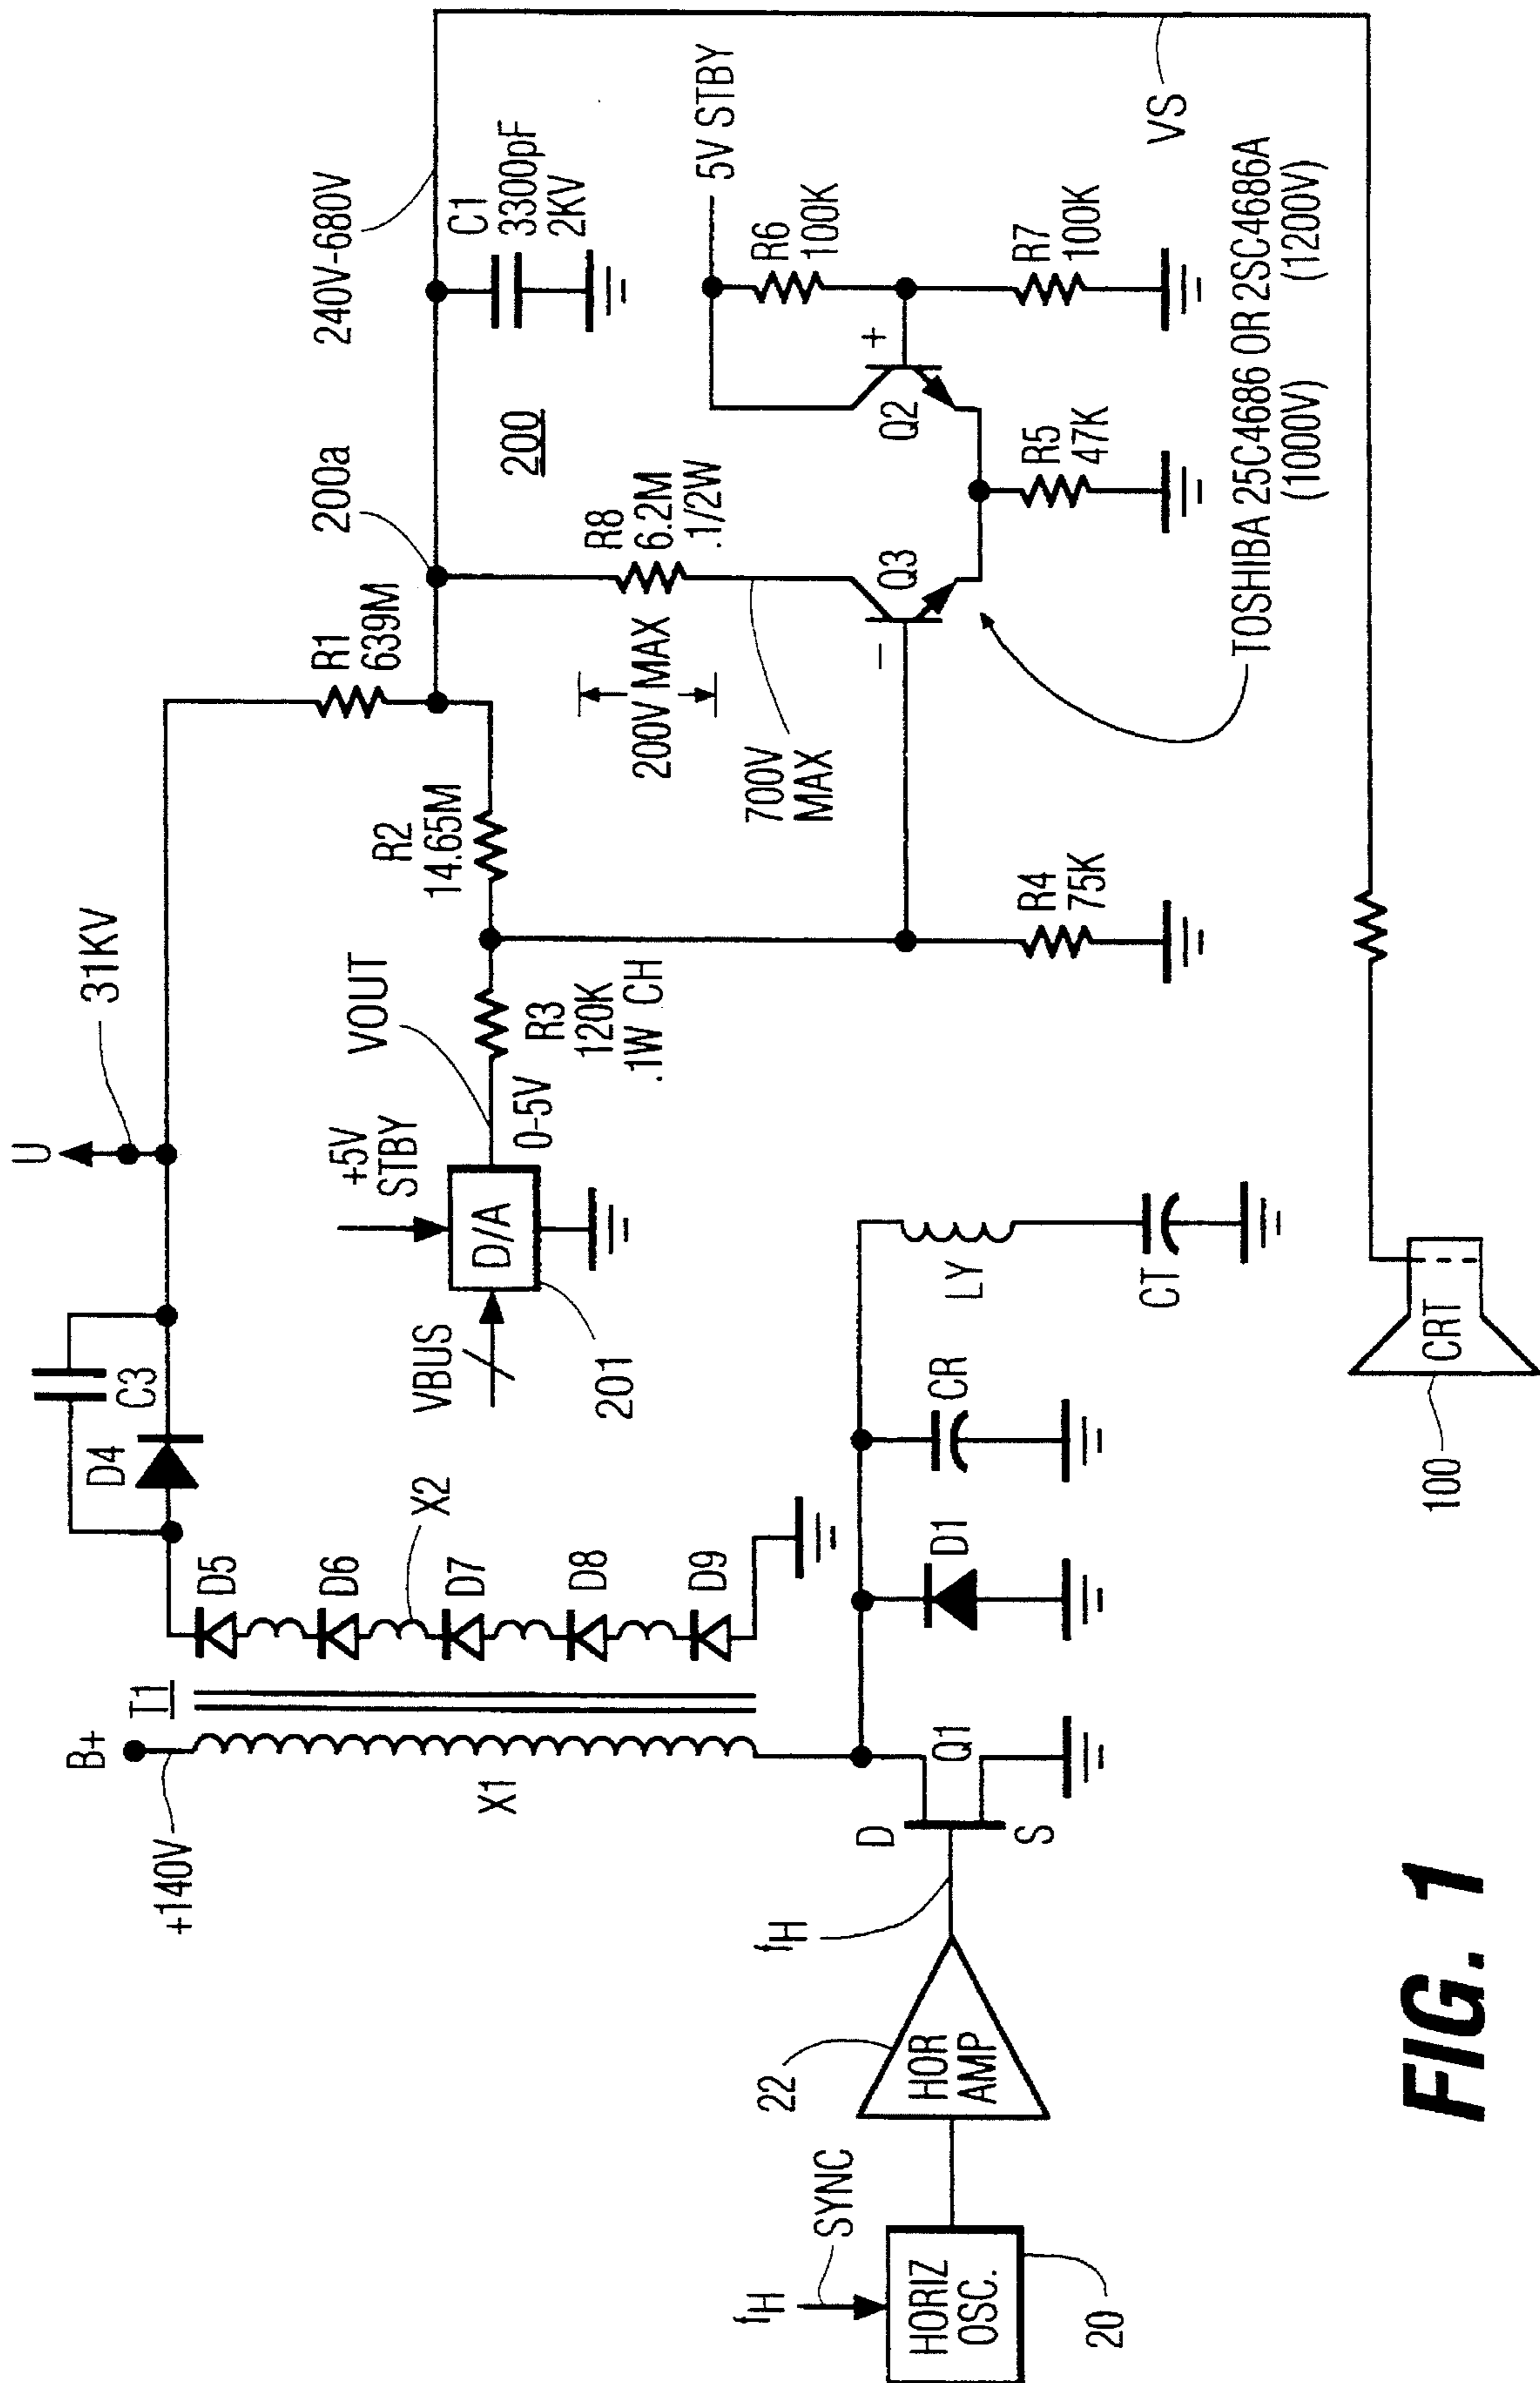 U
31KV
C3
D4
R1
639M
200a
240V-680V
C1
3300pF
2KV
200
VOUT
+5V
STBY
D/A
0-5V
VBUS
201
R3
120K
.1W CH
R2
14.65M
200V MAX
R8
6.2M
.1/2W
700V
MAX
5V STBY
R6
100K
R7
100K
+
Q2
Q3
−
R5
47K
R4
75K
VS
TOSHIBA 25C4686 OR 2SC4686A
(1000V)
(1200V)
B+
T1
+140V
X1
X2
D5
D6
D7
D8
D9
D1
CR
LY
CT
D
Q1
S
fH
22
HOR
AMP
fH
SYNC
HORIZ
OSC.
20
CRT
100
FIG. 1